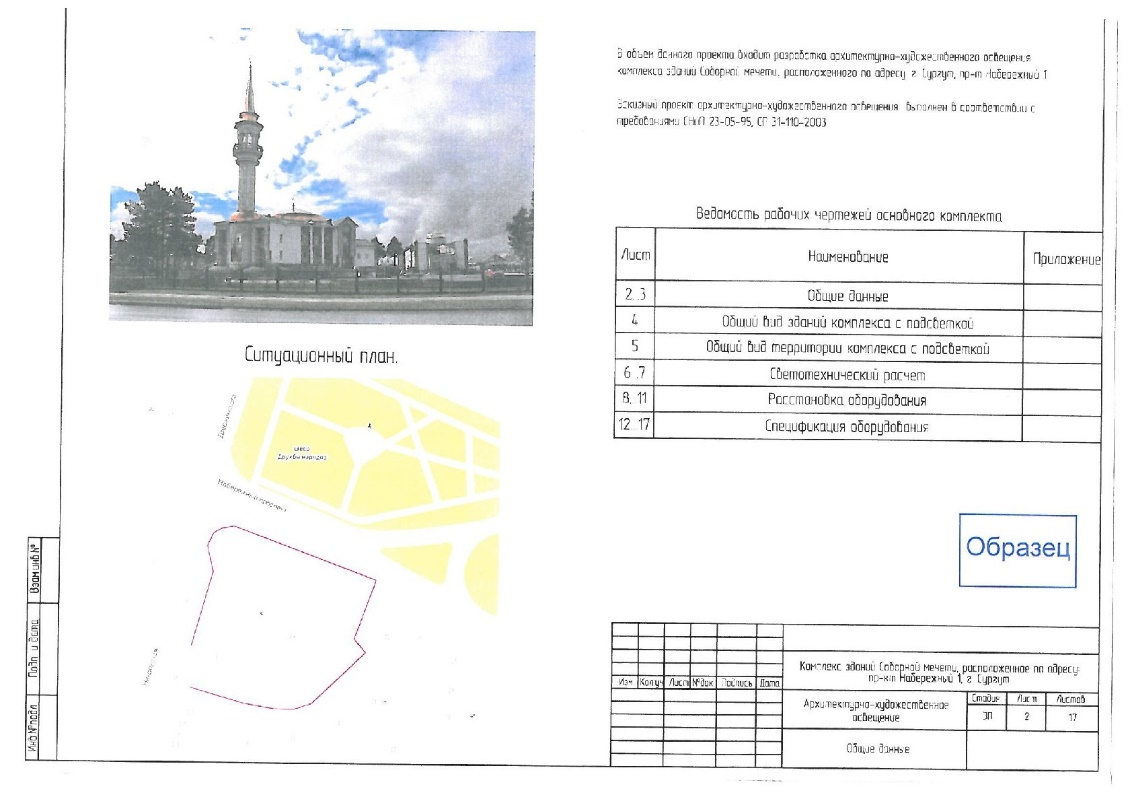 В объем данного проекта входит разработка архитектурно-художественного освещения
комплекса зданий Соборной мечети, расположенного по адресу г. Сургут, пр-т Набережный 1
Эскизный проект архитектурно-художественного освещения выполнен в соответствии с
требованиями СНиП 23-05-95, СП 31-110-2003
Ведомость рабочих чертежей основного комплекта
Лист Наименование Приложение
2...3 Общие данные
4 Общий вид зданий комплекса с подсветкой
5 Общий вид территории комплекса с подсветкой
6...7 Светотехнический расчет
8...11 Расстановка оборудования
12...17 Спецификация оборудования
Ситуационный план.
Дружбы народов
Набережный проспект
Образец
Взам.инв.№
Подп. и дата
Инв.№подл.
Изм. Кол.уч Лист №док Подпись Дата
Комплекс зданий Соборной мечети, расположенное по адресу:
пр-кт Набережный 1, г. Сургут
Архитектурно-художественное
освещение
Стадия Лист Листов
ЭП 2 17
Общие данные